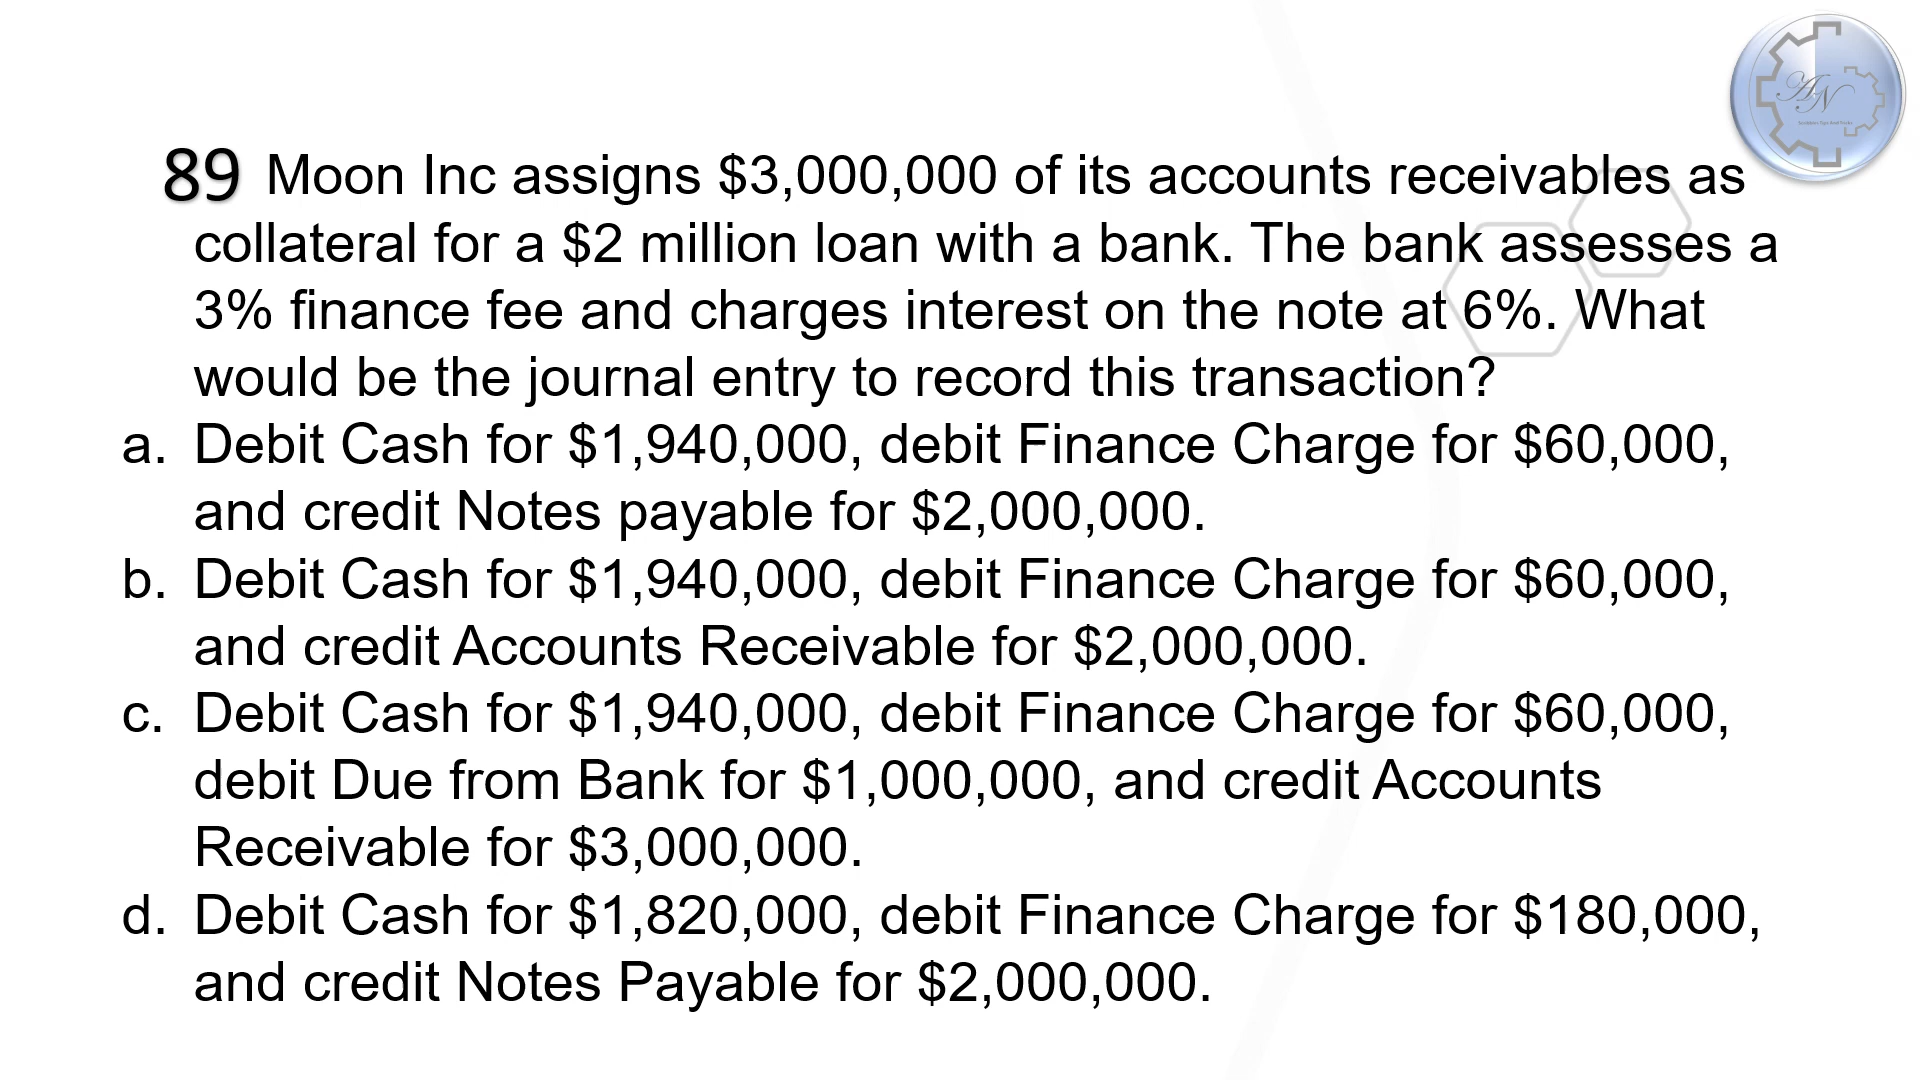 89 Moon Inc assigns $3,000,000 of its accounts receivables as
collateral for a $2 million loan with a bank. The bank assesses a
3% finance fee and charges interest on the note at 6%. What
would be the journal entry to record this transaction?
a. Debit Cash for $1,940,000, debit Finance Charge for $60,000,
and credit Notes payable for $2,000,000.
b. Debit Cash for $1,940,000, debit Finance Charge for $60,000,
and credit Accounts Receivable for $2,000,000.
c. Debit Cash for $1,940,000, debit Finance Charge for $60,000,
debit Due from Bank for $1,000,000, and credit Accounts
Receivable for $3,000,000.
d. Debit Cash for $1,820,000, debit Finance Charge for $180,000,
and credit Notes Payable for $2,000,000.
AN